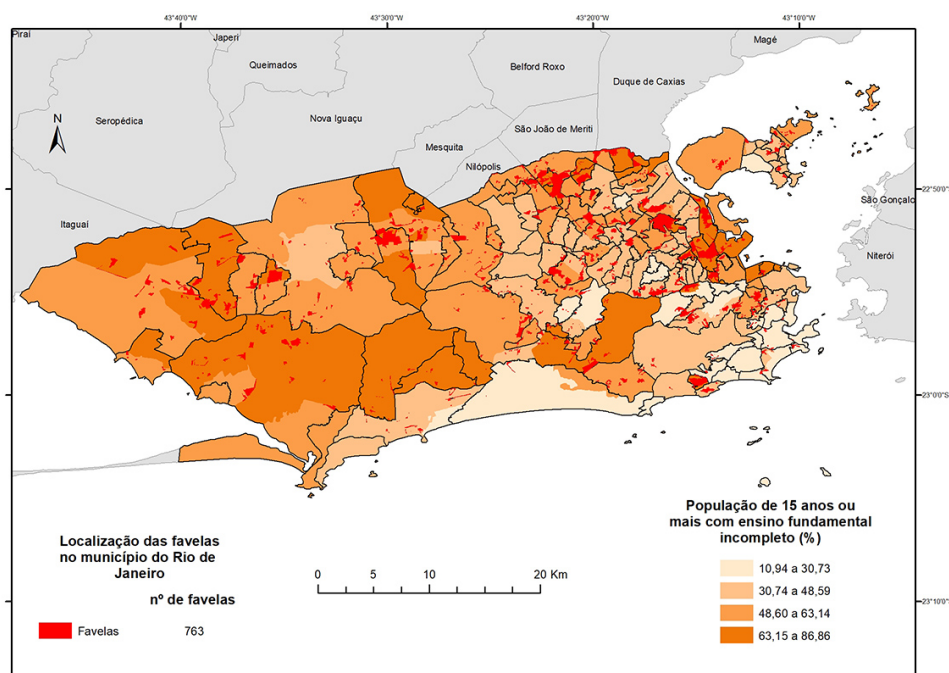 43°40'0"
43°30'0"
43°20'0"
43°10'0"
Piraí
Japeri
Magé
Queimados
Belford Roxo
Duque de Caxias
Seropédica
Nova Iguaçu
São João de Meriti
N
Mesquita
Nilópolis
22°50'0"
São Gonçalo
Itaguaí
Niterói
23°0'0"S
População de 15 anos ou
mais com ensino fundamental
incompleto (%)
10,94 a 30,73
30,74 a 48,59
48,60 a 63,14
63,15 a 86,86
Localização das favelas
no município do Rio de
Janeiro
nº de favelas
Favelas 763
0 5 10 20 Km
23°10'0"